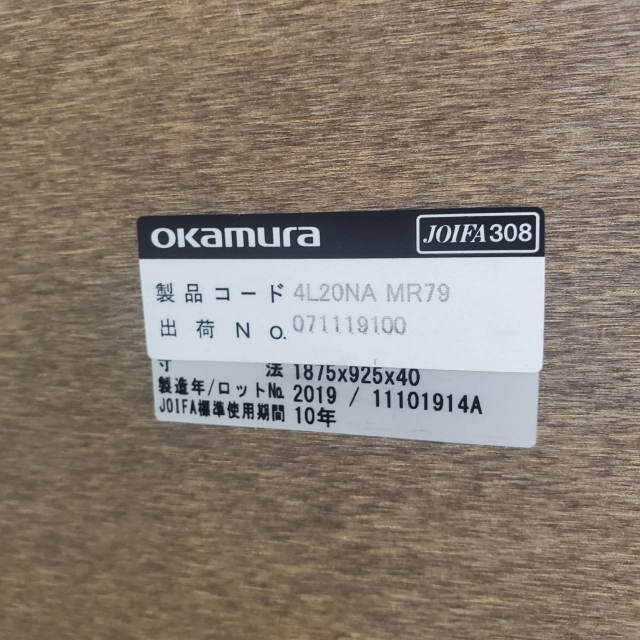 okamura JOIFA308
製品コード 4L20NA MR79
出荷No. 071119100
寸法 1875x925x40
製造年/ロット№ 2019 / 11101914A
JOIFA標準使用期間 10年